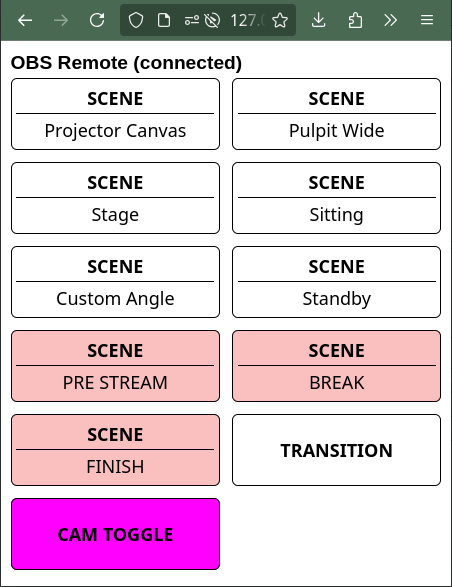 127.
OBS Remote (connected)
SCENE
Projector Canvas
SCENE
Pulpit Wide
SCENE
Stage
SCENE
Sitting
SCENE
Custom Angle
SCENE
Standby
SCENE
PRE STREAM
SCENE
BREAK
SCENE
FINISH
TRANSITION
CAM TOGGLE